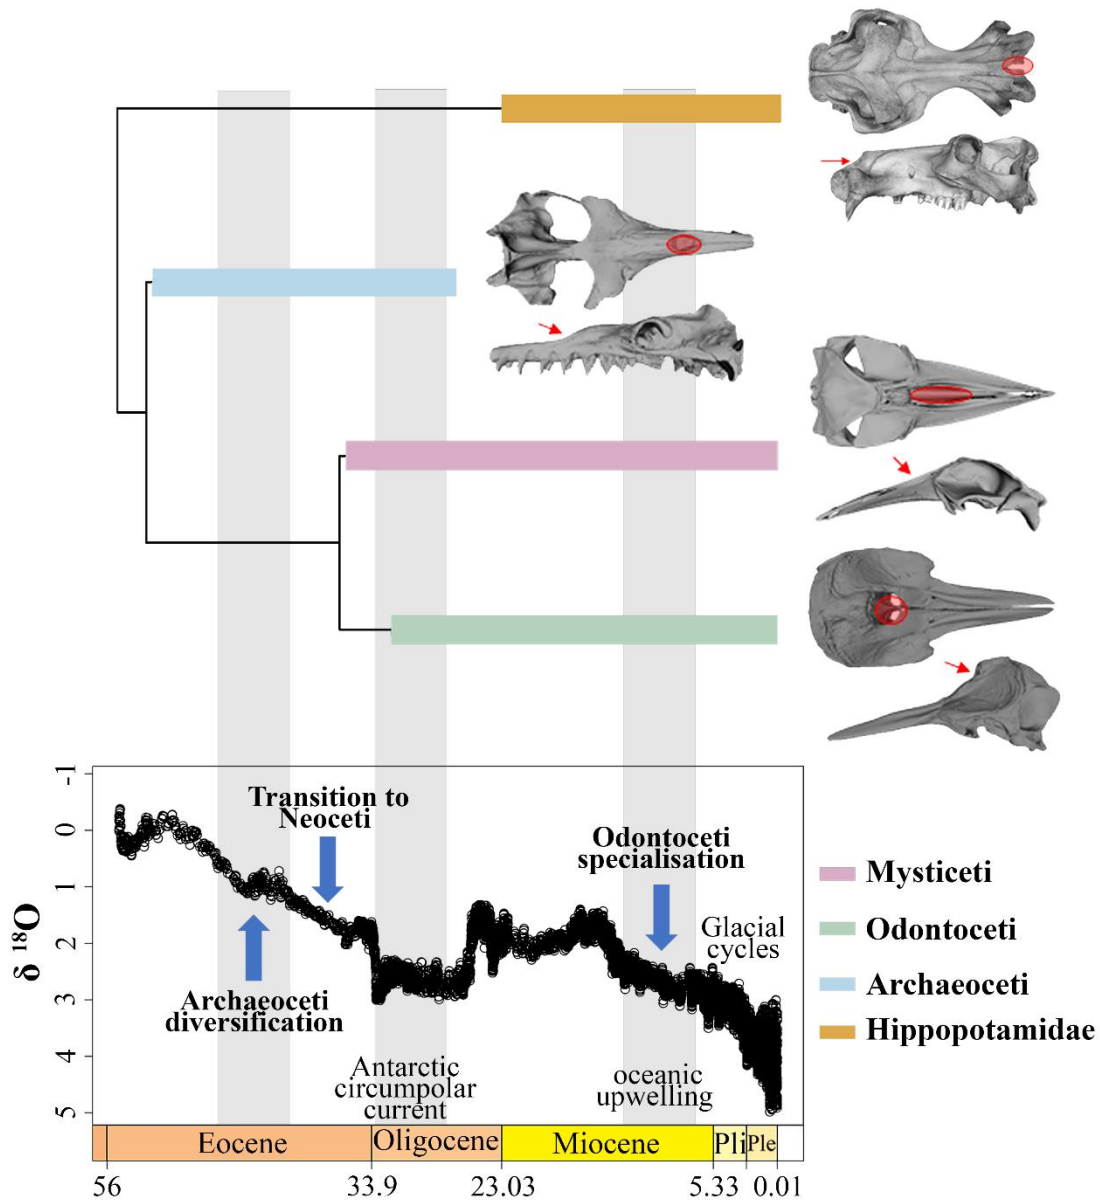 -1
0
1
2
3
4
5
δ 18O
Transition to
Neoceti
Odontoceti
specialisation
Glacial
cycles
Archaeoceti
diversification
Antarctic
circumpolar
current
oceanic
upwelling
Eocene
Oligocene
Miocene
Pli
Ple
56
33.9
23.03
5.33
0.01
Mysticeti
Odontoceti
Archaeoceti
Hippopotamidae